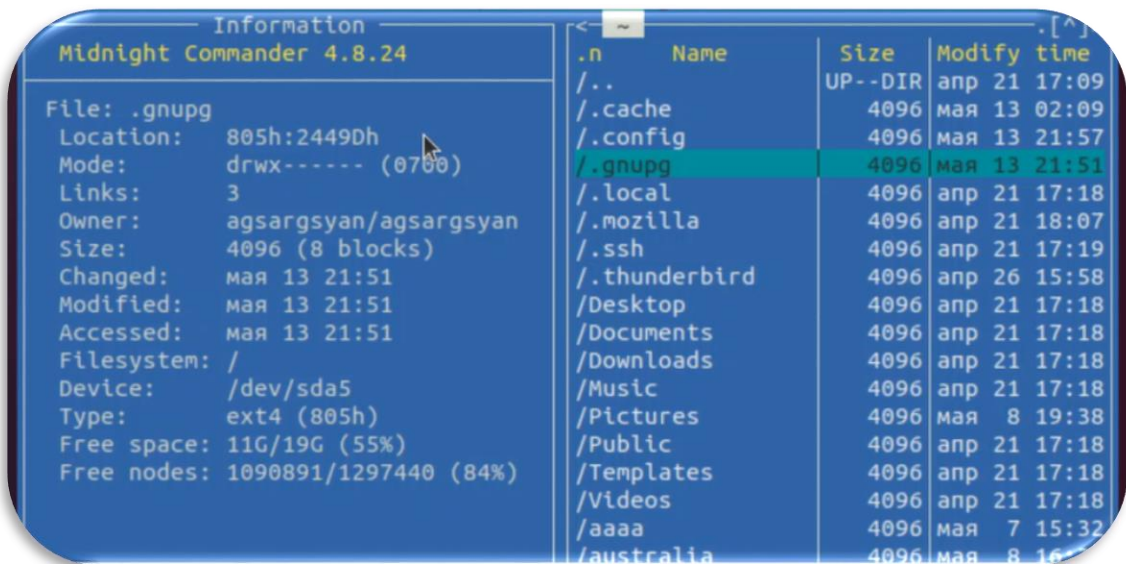 Information
Midnight Commander 4.8.24
File: .gnupg
Location: 805h:2449Dh
Mode: drwx------ (0700)
Links: 3
Owner: agsargsyan/agsargsyan
Size: 4096 (8 blocks)
Changed: мая 13 21:51
Modified: мая 13 21:51
Accessed: мая 13 21:51
Filesystem: /
Device: /dev/sda5
Type: ext4 (805h)
Free space: 11G/19G (55%)
Free nodes: 1090891/1297440 (84%)
<- ~ .[^]
.n Name Size Modify time
/.. UP--DIR апр 21 17:09
/.cache 4096 мая 13 02:09
/.config 4096 мая 13 21:57
/.gnupg 4096 мая 13 21:51
/.local 4096 апр 21 17:18
/.mozilla 4096 апр 21 18:07
/.ssh 4096 апр 21 17:19
/.thunderbird 4096 апр 26 15:58
/Desktop 4096 апр 21 17:18
/Documents 4096 апр 21 17:18
/Downloads 4096 апр 21 17:18
/Music 4096 апр 21 17:18
/Pictures 4096 мая 8 19:38
/Public 4096 апр 21 17:18
/Templates 4096 апр 21 17:18
/Videos 4096 апр 21 17:18
/aaaa 4096 мая 7 15:32
/australia 4096 мая 8